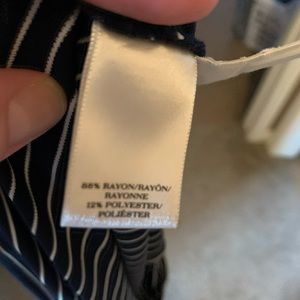 88% RAYON/RAYÓN/
RAYONNE
12% POLYESTER/
POLIÉSTER